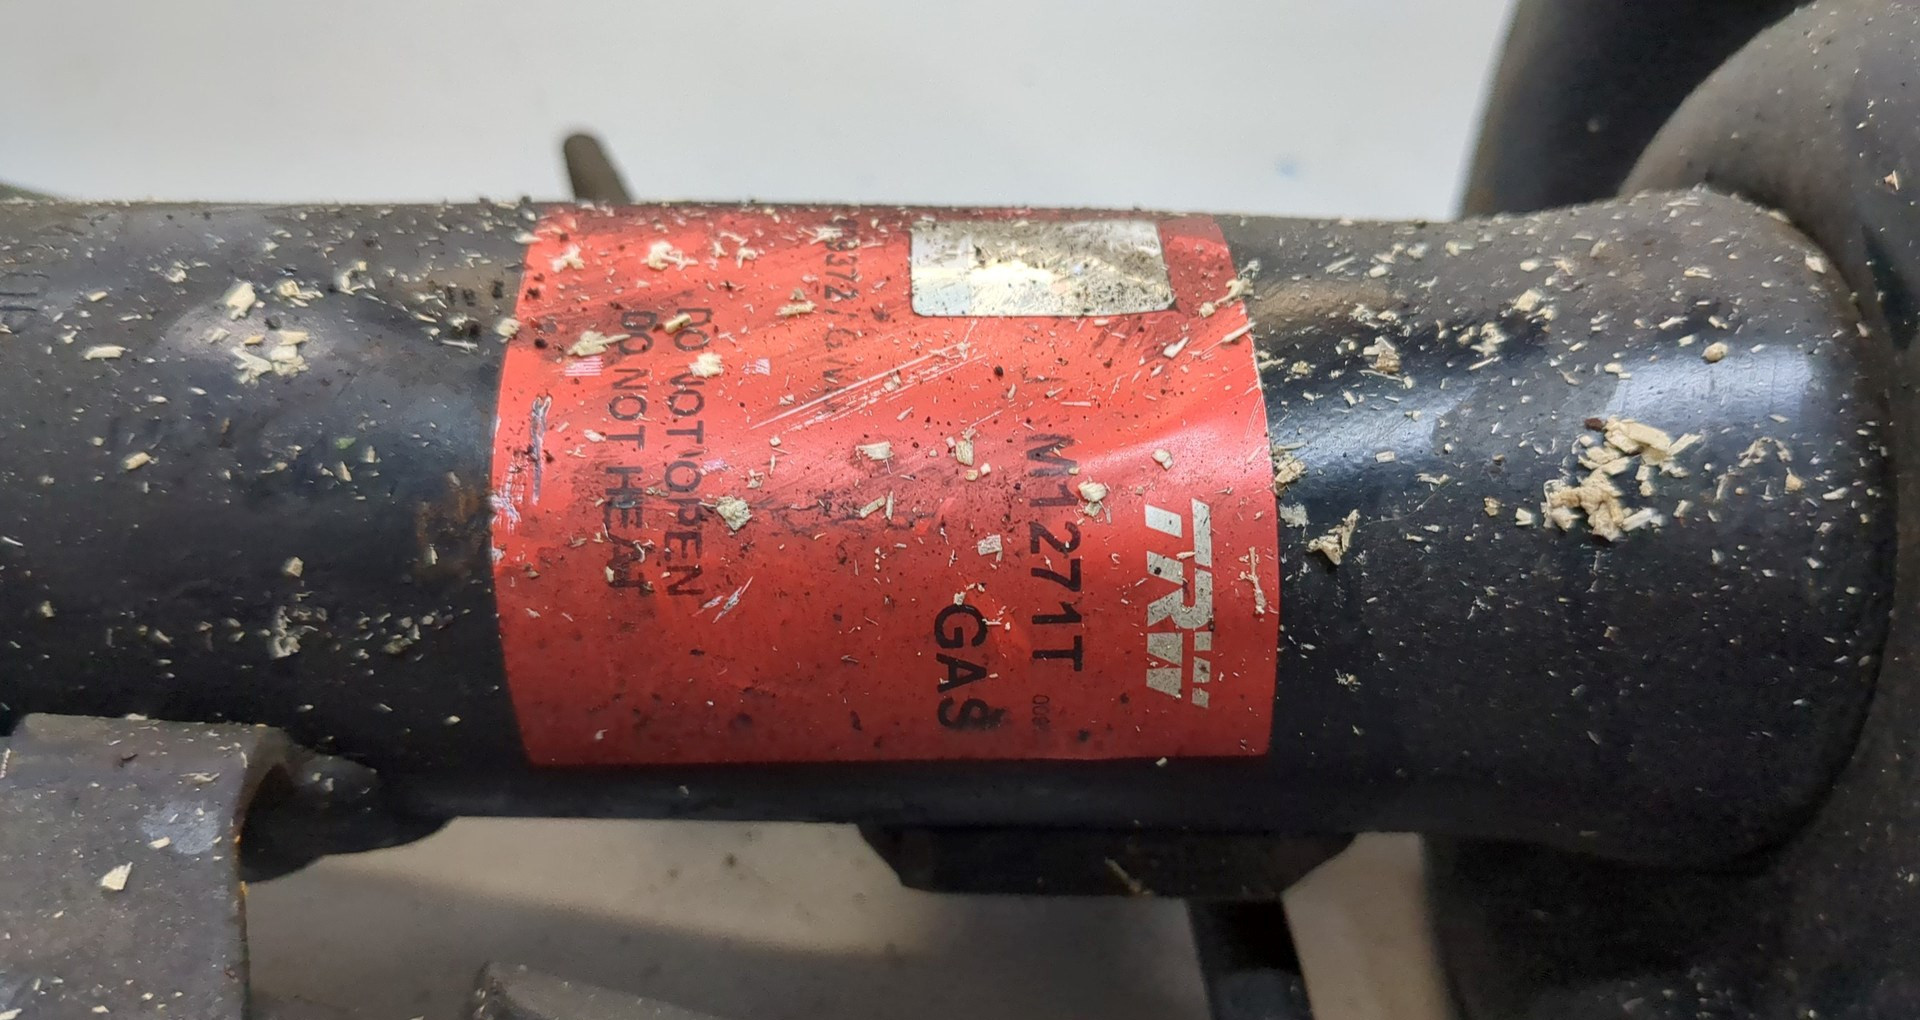 TRW
M1271T
GAS
DO NOT OPEN
DO NOT HEAT